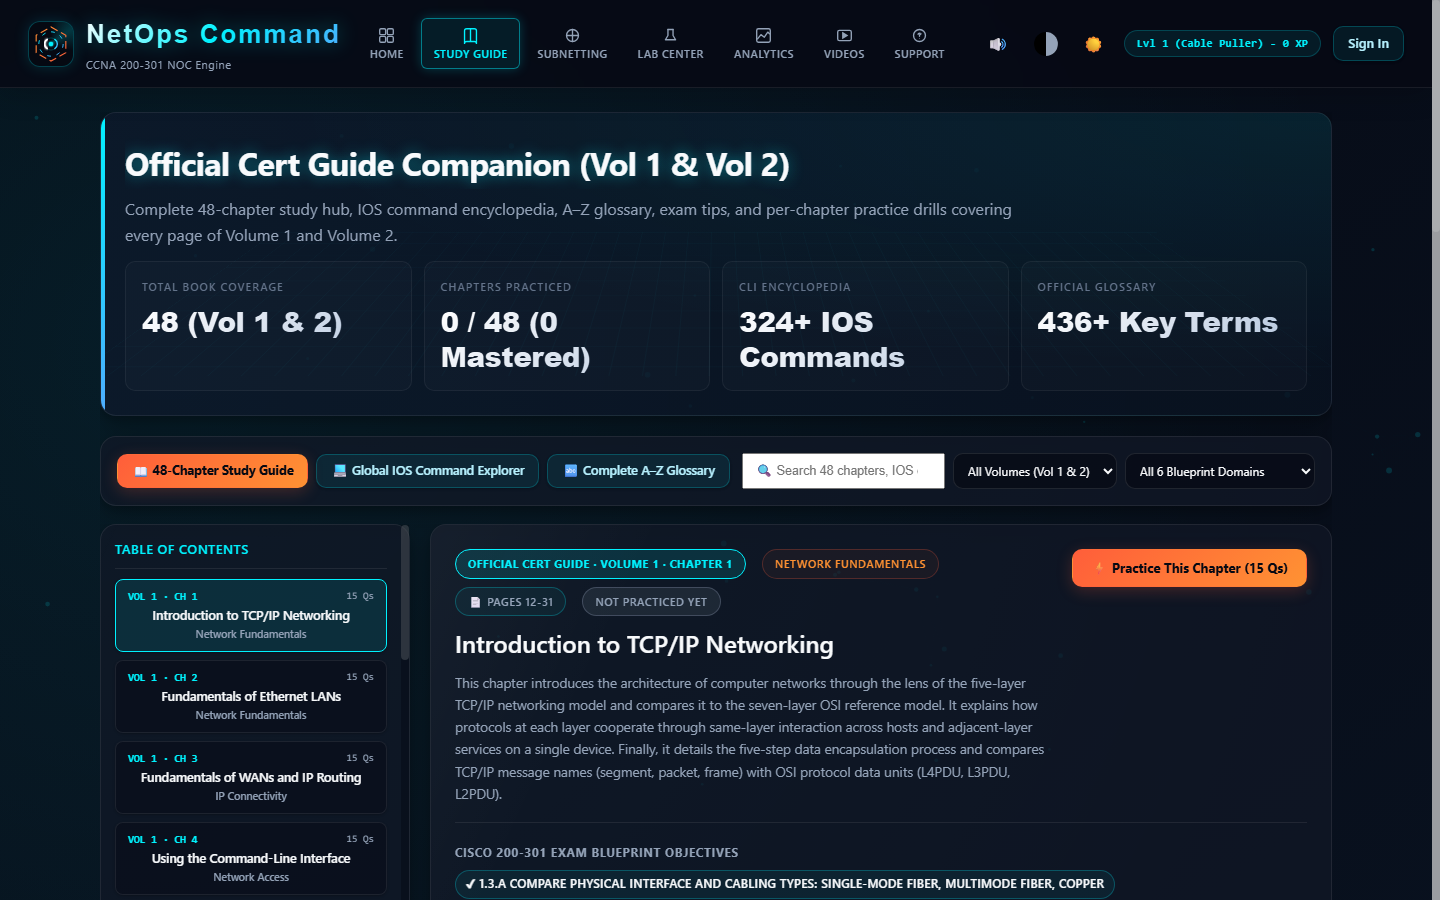 NetOps Command
CCNA 200-301 NOC Engine
HOME
STUDY GUIDE
SUBNETTING
LAB CENTER
ANALYTICS
VIDEOS
SUPPORT
Lvl 1 (Cable Puller) - 0 XP
Sign In
Official Cert Guide Companion (Vol 1 & Vol 2)
Complete 48-chapter study hub, IOS command encyclopedia, A–Z glossary, exam tips, and per-chapter practice drills covering
every page of Volume 1 and Volume 2.
TOTAL BOOK COVERAGE
48 (Vol 1 & 2)
CHAPTERS PRACTICED
0 / 48 (0
Mastered)
CLI ENCYCLOPEDIA
324+ IOS
Commands
OFFICIAL GLOSSARY
436+ Key Terms
48-Chapter Study Guide
Global IOS Command Explorer
Complete A–Z Glossary
Search 48 chapters, IOS
All Volumes (Vol 1 & 2)
All 6 Blueprint Domains
TABLE OF CONTENTS
VOL 1 · CH 1
15 Qs
Introduction to TCP/IP Networking
Network Fundamentals
VOL 1 · CH 2
15 Qs
Fundamentals of Ethernet LANs
Network Fundamentals
VOL 1 · CH 3
15 Qs
Fundamentals of WANs and IP Routing
IP Connectivity
VOL 1 · CH 4
15 Qs
Using the Command-Line Interface
Network Access
OFFICIAL CERT GUIDE · VOLUME 1 · CHAPTER 1
NETWORK FUNDAMENTALS
PAGES 12-31
NOT PRACTICED YET
Practice This Chapter (15 Qs)
Introduction to TCP/IP Networking
This chapter introduces the architecture of computer networks through the lens of the five-layer
TCP/IP networking model and compares it to the seven-layer OSI reference model. It explains how
protocols at each layer cooperate through same-layer interaction across hosts and adjacent-layer
services on a single device. Finally, it details the five-step data encapsulation process and compares
TCP/IP message names (segment, packet, frame) with OSI protocol data units (L4PDU, L3PDU,
L2PDU).
CISCO 200-301 EXAM BLUEPRINT OBJECTIVES
✓ 1.3.A COMPARE PHYSICAL INTERFACE AND CABLING TYPES: SINGLE-MODE FIBER, MULTIMODE FIBER, COPPER